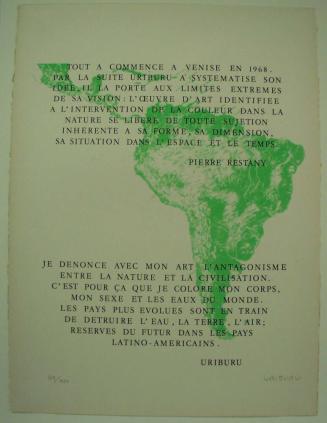 TOUT A COMMENCE A VENISE EN 1968.
PAR LA SUITE URIBURU A SYSTEMATISE SON
IDEE, IL LA PORTE AUX LIMITES EXTREMES
DE SA VISION: L'ŒUVRE D'ART IDENTIFIEE
A L'INTERVENTION DE LA COULEUR DANS LA
NATURE SE LIBERE DE TOUTE SUJETION
INHERENTE A SA FORME, SA DIMENSION,
SA SITUATION DANS L'ESPACE ET LE TEMPS.
PIERRE RESTANY
JE DENONCE AVEC MON ART L'ANTAGONISME
ENTRE LA NATURE ET LA CIVILISATION.
C'EST POUR ÇA QUE JE COLORE MON CORPS,
MON SEXE ET LES EAUX DU MONDE.
LES PAYS PLUS EVOLUES SONT EN TRAIN
DE DETRUIRE L'EAU, LA TERRE, L'AIR;
RESERVES DU FUTUR DANS LES PAYS
LATINO-AMERICAINS.
URIBURU
URIBURU